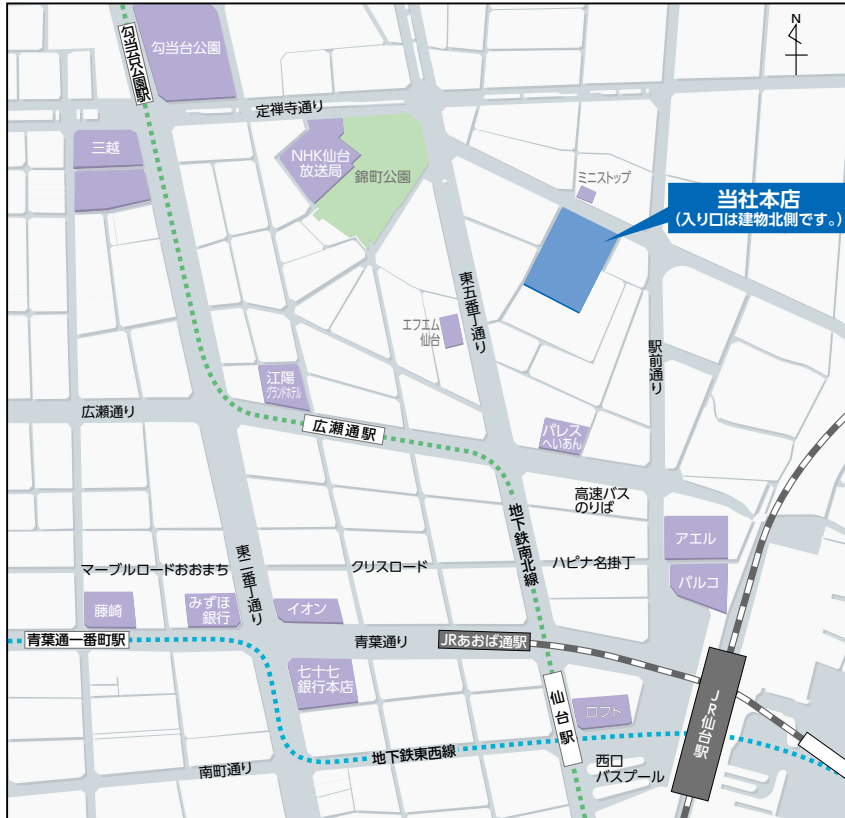 N
勾当台公園
勾当台公園駅
定禅寺通り
三越
NHK仙台
放送局
錦町公園
ミニストップ
当社本店
(入り口は建物北側です。)
東五番丁通り
エフエム
仙台
駅前通り
江陽
グランドホテル
広瀬通り
広瀬通駅
パレス
へいあん
高速バス
のりば
地下鉄南北線
アエル
東二番丁通り
マーブルロードおおまち
クリスロード
ハピナ名掛丁
パルコ
藤崎
みずほ
銀行
イオン
青葉通一番町駅
青葉通り
JRあおば通駅
七十七
銀行本店
仙台駅
ロフト
JR仙台駅
地下鉄東西線
西口
バスプール
南町通り